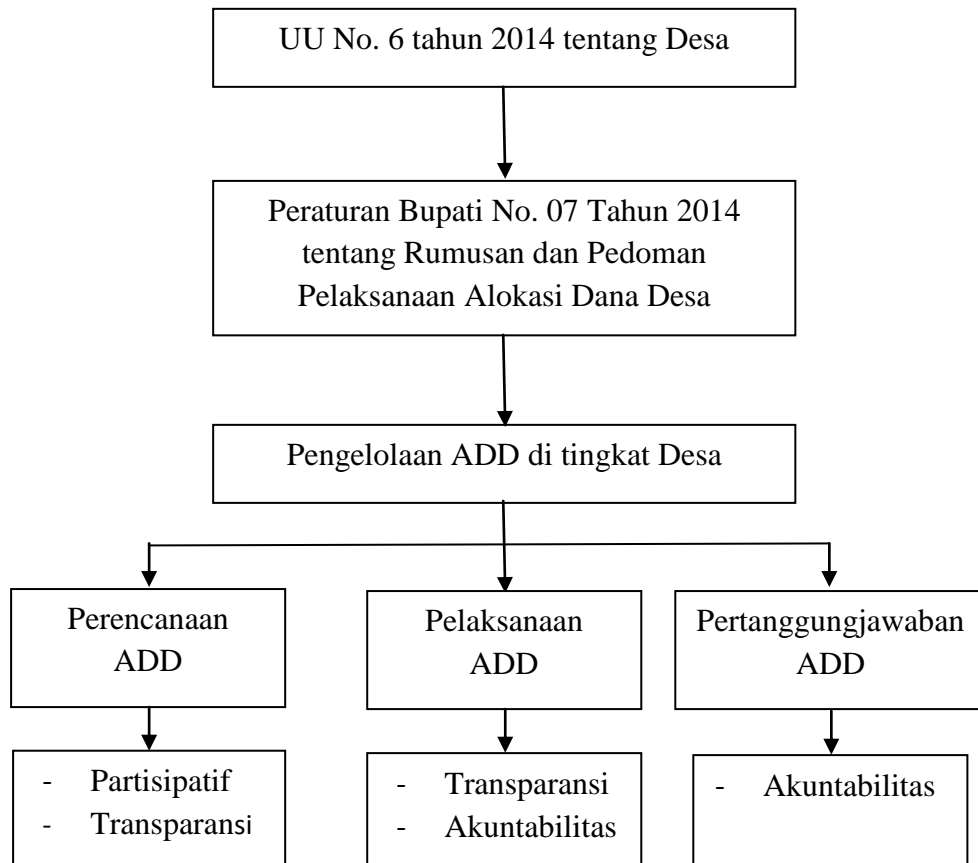 UU No. 6 tahun 2014 tentang Desa
Peraturan Bupati No. 07 Tahun 2014
tentang Rumusan dan Pedoman
Pelaksanaan Alokasi Dana Desa
Pengelolaan ADD di tingkat Desa
Perencanaan
ADD
Pelaksanaan
ADD
Pertanggungjawaban
ADD
- Partisipatif
- Transparansi
- Transparansi
- Akuntabilitas
- Akuntabilitas